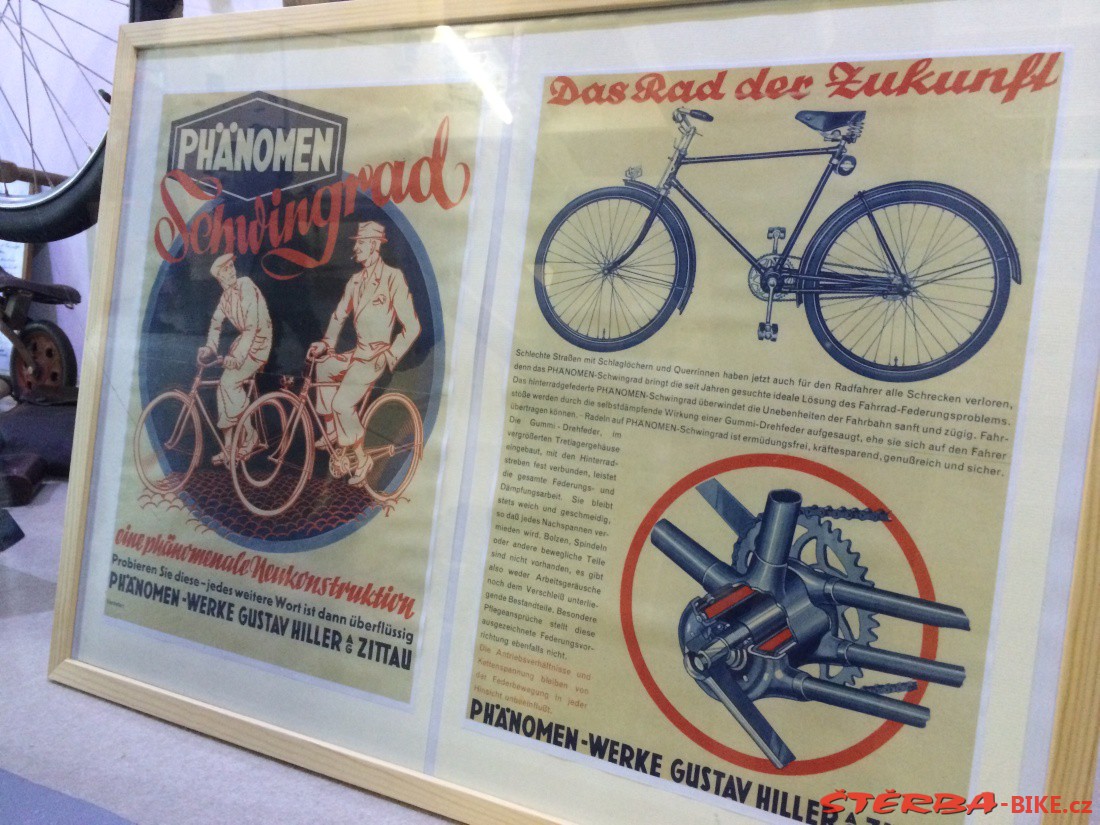 PHÄNOMEN
Schwingrad
eine phänomenale Neukonstruktion
Probieren Sie diese – jedes weitere Wort ist dann überflüssig
PHÄNOMEN-WERKE GUSTAV HILLER AG ZITTAU
Das Rad der Zukunft
Schlechte Straßen mit Schlaglöchern und Querrinnen haben jetzt auch für den Radfahrer alle Schrecken verloren,
denn das PHÄNOMEN-Schwingrad bringt die seit Jahren gesuchte ideale Lösung des Fahrrad-Federungsproblems.
Das hinterradgefederte PHÄNOMEN-Schwingrad überwindet die Unebenheiten der Fahrbahn sanft und zügig. Fahr-
stöße werden durch die selbstdämpfende Wirkung einer Gummi-Drehfeder aufgesaugt, ehe sie sich auf den Fahrer
übertragen können. – Radeln auf PHÄNOMEN-Schwingrad ist ermüdungsfrei, kräftesparend, genußreich und sicher.
Die Gummi-Drehfeder, im
vergrößerten Tretlagergehäuse
eingebaut, mit den Hinterrad-
streben fest verbunden, leistet
die gesamte Federungs- und
Dämpfungsarbeit. Sie bleibt
stets weich und geschmeidig,
so daß jedes Nachspannen ver-
mieden wird. Bolzen, Spindeln
oder andere bewegliche Teile
sind nicht vorhanden, es gibt
also weder Arbeitsgeräusche
noch dem Verschleiß unterlie-
gende Bestandteile. Besondere
Pflegeansprüche stellt diese
ausgezeichnete Federungsvor-
richtung ebenfalls nicht.
Die Antriebsverhältnisse und
Kettenspannung bleiben von
der Federbewegung in jeder
Hinsicht unbeeinflußt.
PHÄNOMEN-WERKE GUSTAV HILLER AG
ŠTĚRBA-BIKE.cz